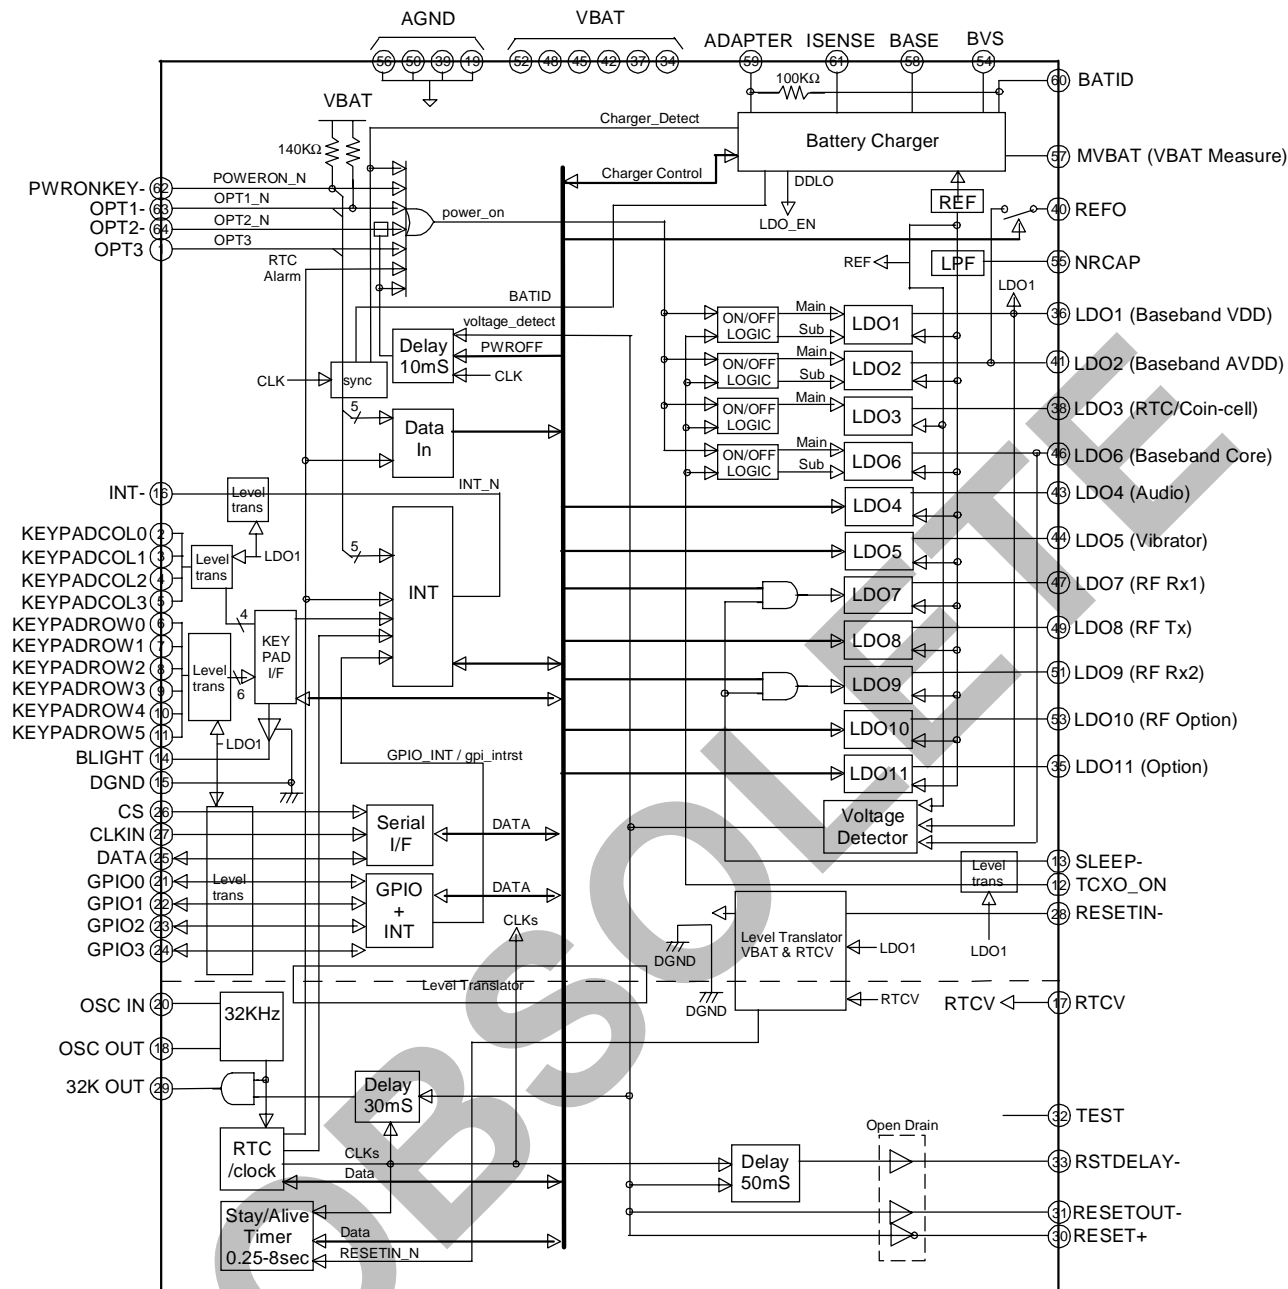 AGND
VBAT
ADAPTER ISENSE BASE BVS
56 50 39 19 52 48 45 42 37 34 59 61 58 54
100KΩ
60 BATID
VBAT
Charger_Detect
Battery Charger
140KΩ
57 MVBAT (VBAT Measure)
Charger Control
DDLO
PWRONKEY- 62 POWERON_N
OPT1- 63 OPT1_N
OPT2- 64 OPT2_N
OPT3 1 OPT3
power_on
LDO_EN
REF
40 REFO
RTC
Alarm
REF
LPF
55 NRCAP
BATID
LDO1
voltage_detect
Delay
10mS
PWROFF
CLK
CLK
sync
ON/OFF
LOGIC
Main
Sub
LDO1
36 LDO1 (Baseband VDD)
ON/OFF
LOGIC
Main
Sub
LDO2
41 LDO2 (Baseband AVDD)
ON/OFF
LOGIC
Main
LDO3
38 LDO3 (RTC/Coin-cell)
ON/OFF
LOGIC
Main
Sub
LDO6
46 LDO6 (Baseband Core)
5
Data
In
INT- 16
Level
trans
INT_N
LDO4
43 LDO4 (Audio)
KEYPADCOL0 2
KEYPADCOL1 3
KEYPADCOL2 4
KEYPADCOL3 5
Level
trans
LDO1
5
INT
LDO5
44 LDO5 (Vibrator)
LDO7
47 LDO7 (RF Rx1)
KEYPADROW0 6
KEYPADROW1 7
KEYPADROW2 8
KEYPADROW3 9
KEYPADROW4 10
KEYPADROW5 11
Level
trans
4
6
KEY
PAD
I/F
LDO8
49 LDO8 (RF Tx)
LDO9
51 LDO9 (RF Rx2)
LDO10
53 LDO10 (RF Option)
LDO1
BLIGHT 14
DGND 15
GPIO_INT / gpi_intrst
LDO11
35 LDO11 (Option)
CS 26
CLKIN 27
DATA 25
Serial
I/F
DATA
Voltage
Detector
GPIO0 21
GPIO1 22
GPIO2 23
GPIO3 24
Level
trans
GPIO
+
INT
DATA
CLKs
13 SLEEP-
12 TCXO_ON
Level
trans
LDO1
28 RESETIN-
DGND
Level Translator
VBAT & RTCV
LDO1
RTCV
DGND
Level Translator
OSC IN 20
OSC OUT 18
32KHz
RTCV
17 RTCV
32K OUT 29
Delay
30mS
32 TEST
RTC
/clock
CLKs
Data
Delay
50mS
Open Drain
33 RSTDELAY-
Stay/Alive
Timer
0.25-8sec
Data
RESETIN_N
31 RESETOUT-
30 RESET+
OBSOLETE